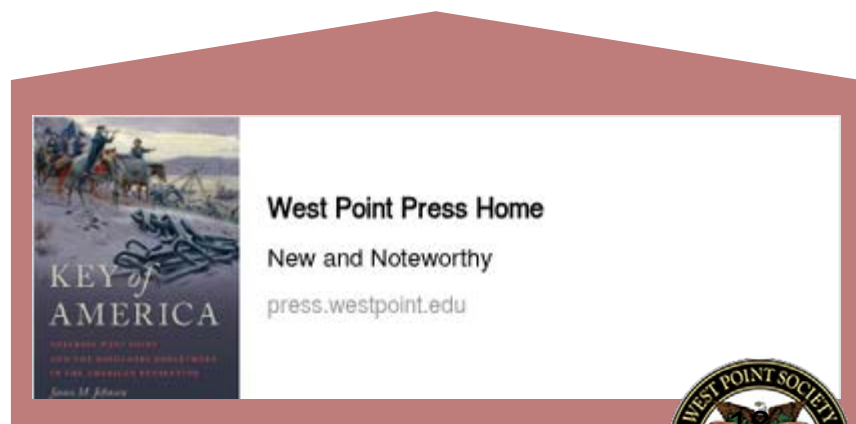 KEY of
AMERICA
West Point Press Home
New and Noteworthy
press.westpoint.edu
WEST POINT SOCIETY